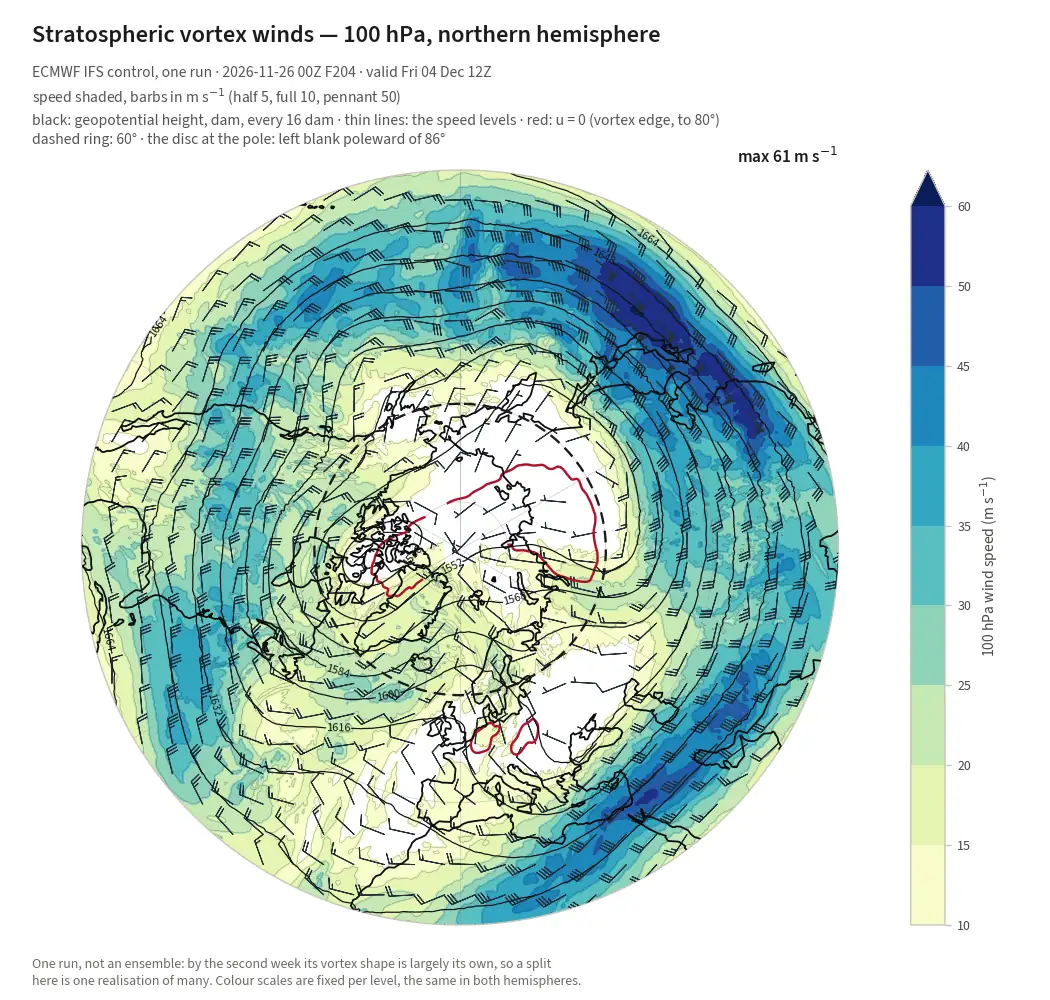 Stratospheric vortex winds — 100 hPa, northern hemisphere
ECMWF IFS control, one run · 2026-11-26 00Z F204 · valid Fri 04 Dec 12Z
speed shaded, barbs in m s⁻¹ (half 5, full 10, pennant 50)
black: geopotential height, dam, every 16 dam · thin lines: the speed levels · red: u = 0 (vortex edge, to 80°)
dashed ring: 60° · the disc at the pole: left blank poleward of 86°
max 61 m s⁻¹
1664
1664
1552
1584
1600
1632
1616
60
50
45
40
35
30
25
20
15
10
100 hPa wind speed (m s⁻¹)
One run, not an ensemble: by the second week its vortex shape is largely its own, so a split
here is one realisation of many. Colour scales are fixed per level, the same in both hemispheres.